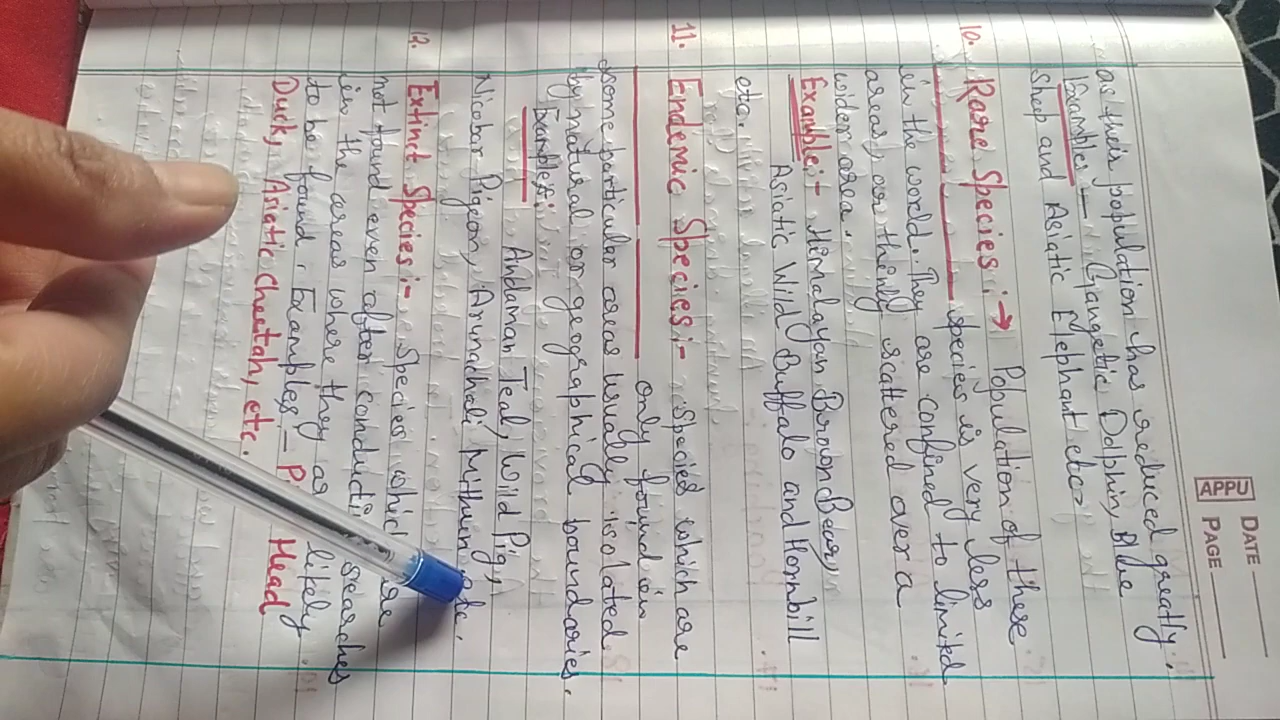 APPU
DATE
PAGE
as their population has reduced greatly.
Examples - Gangetic Dolphin, Blue
Sheep and Asiatic Elephant etc.
10. Rare Species :→ Population of these
species is very less
in the world. They are confined to limited
areas, or thinly scattered over a
wider area.
Example:- Himalayan Brown Bear,
Asiatic Wild Buffalo and Hornbill
etc.
11. Endemic Species:- Species which are
only found in
some particular areas usually isolated
by natural or geographical boundaries.
Examples:
Andaman Teal, Wild Pig,
Nicobar Pigeon, Arunachali Mithun etc.
12. Extinct Species:- Species which are
not found even after searches
in the areas where they as likely
to be found. Examples - Head
Duck, Asiatic Cheetah, etc.